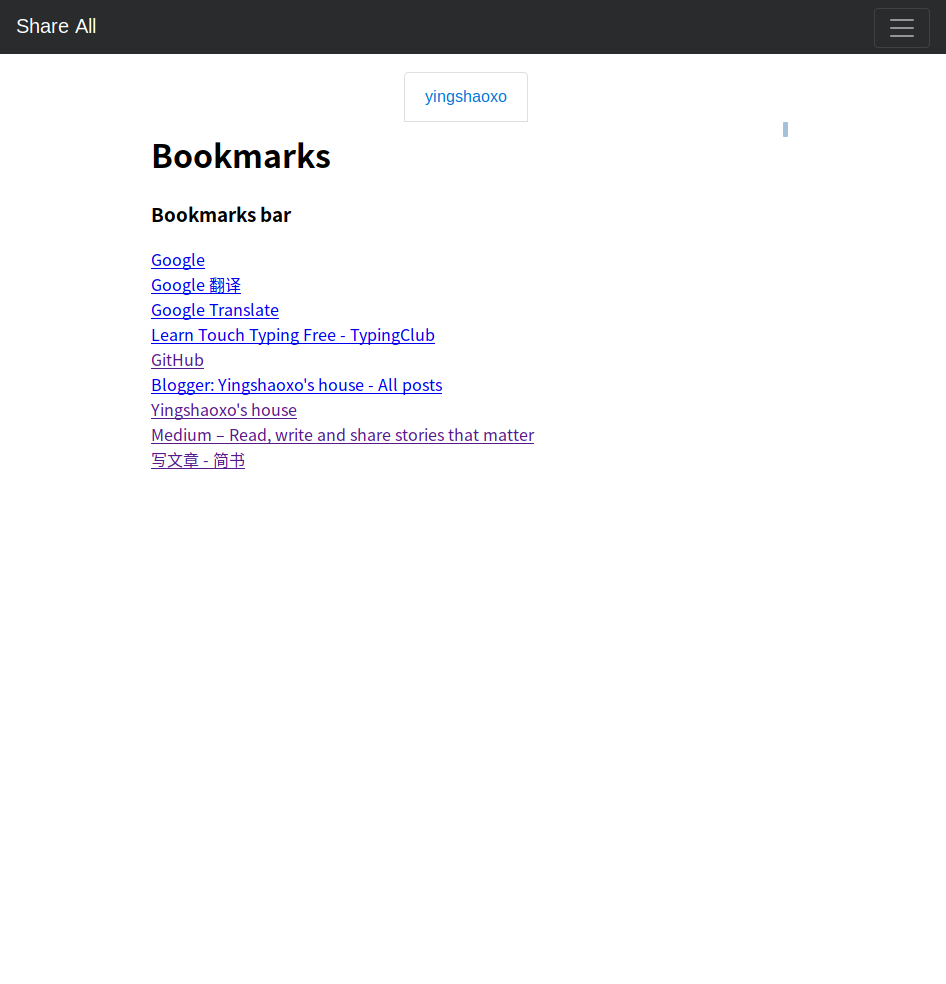 Share All
yingshaoxo
Bookmarks
Bookmarks bar
Google
Google 翻译
Google Translate
Learn Touch Typing Free - TypingClub
GitHub
Blogger: Yingshaoxo's house - All posts
Yingshaoxo's house
Medium – Read, write and share stories that matter
写文章 - 简书